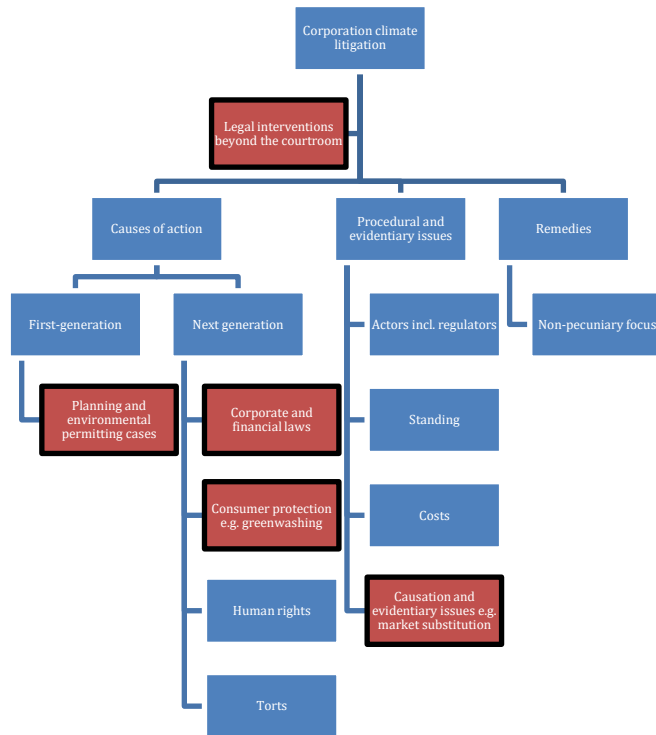 Corporation climate
litigation
Legal interventions
beyond the courtroom
Causes of action
Procedural and
evidentiary issues
Remedies
First-generation
Next generation
Actors incl. regulators
Non-pecuniary focus
Planning and
environmental
permitting cases
Corporate and
financial laws
Standing
Consumer protection
e.g. greenwashing
Costs
Human rights
Causation and
evidentiary issues e.g.
market substitution
Torts